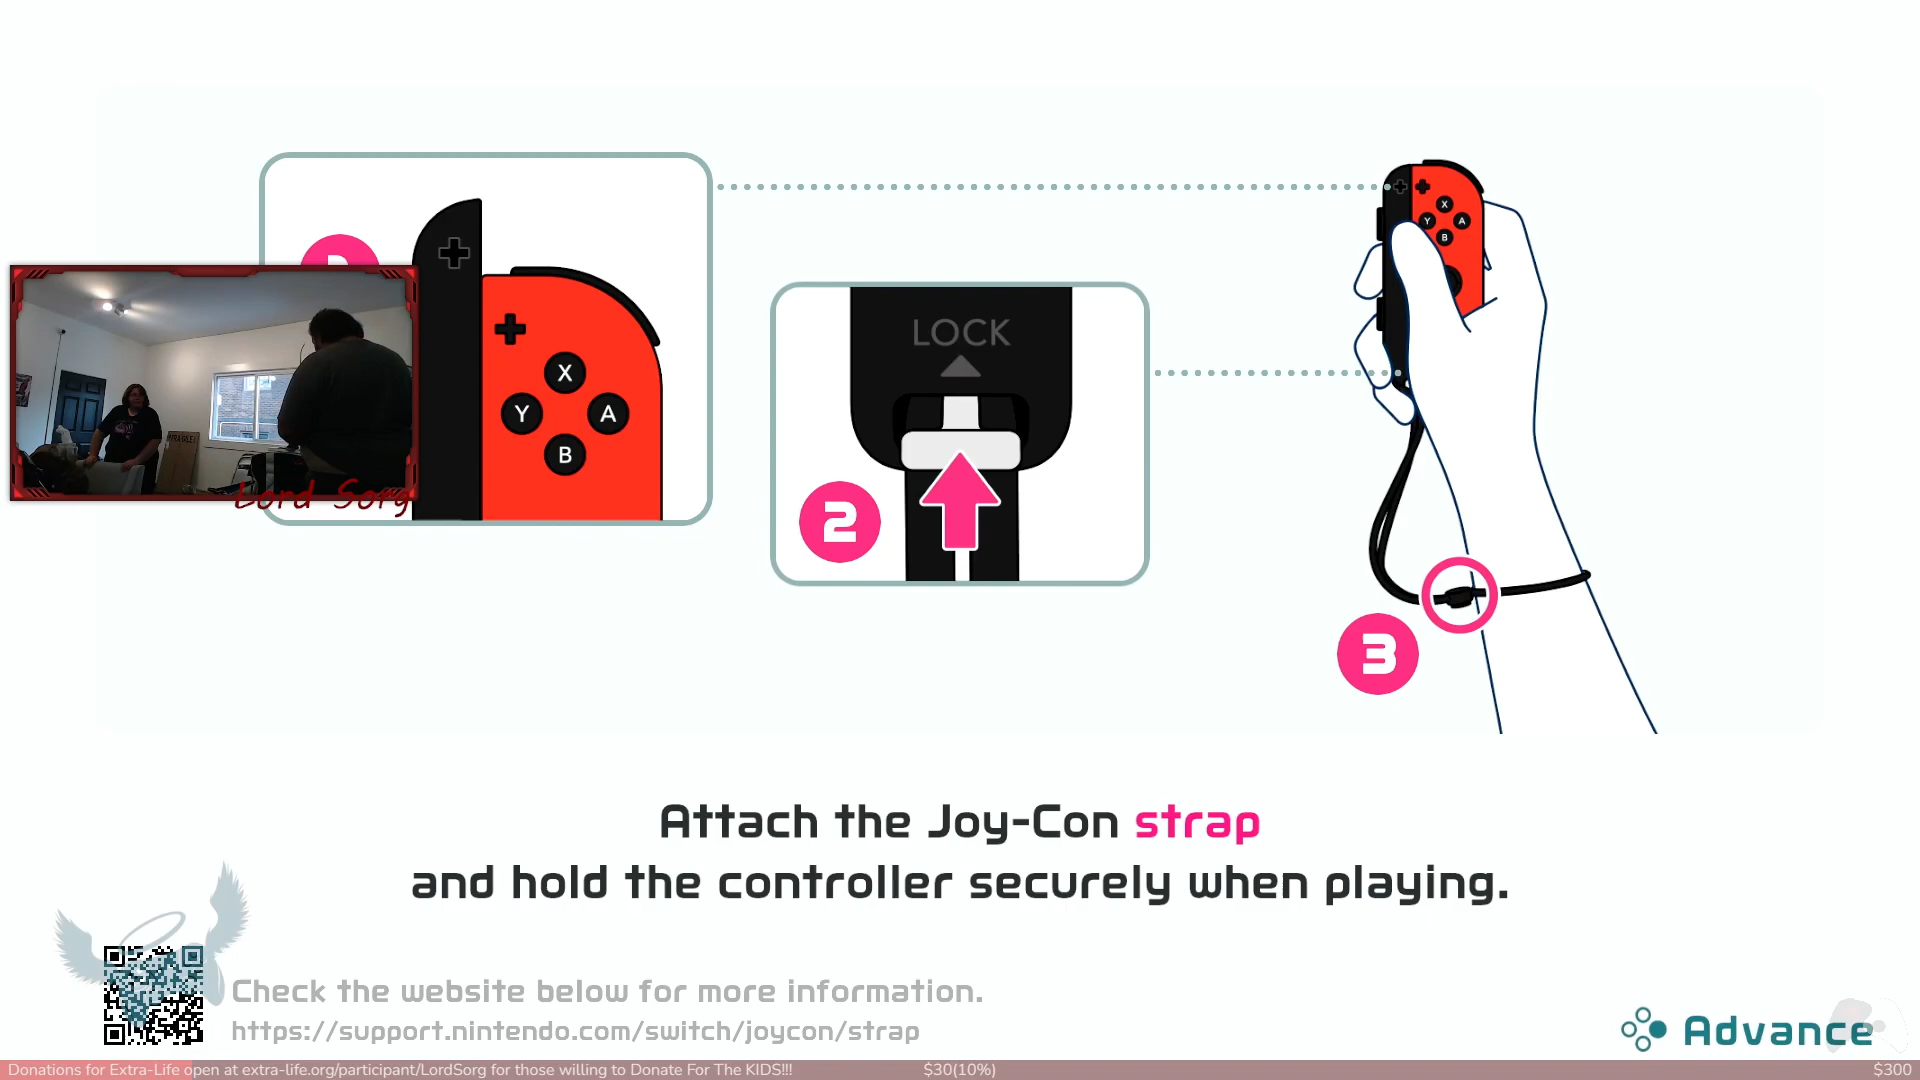 LOCK
X
Y
A
B
X
Y
A
B
Lord Sorg
2
3
Attach the Joy-Con strap
and hold the controller securely when playing.
Check the website below for more information.
https://support.nintendo.com/switch/joycon/strap
Advance
Donations for Extra-Life open at extra-life.org/participant/LordSorg for those willing to Donate For The KIDS!!! $30(10%) $300